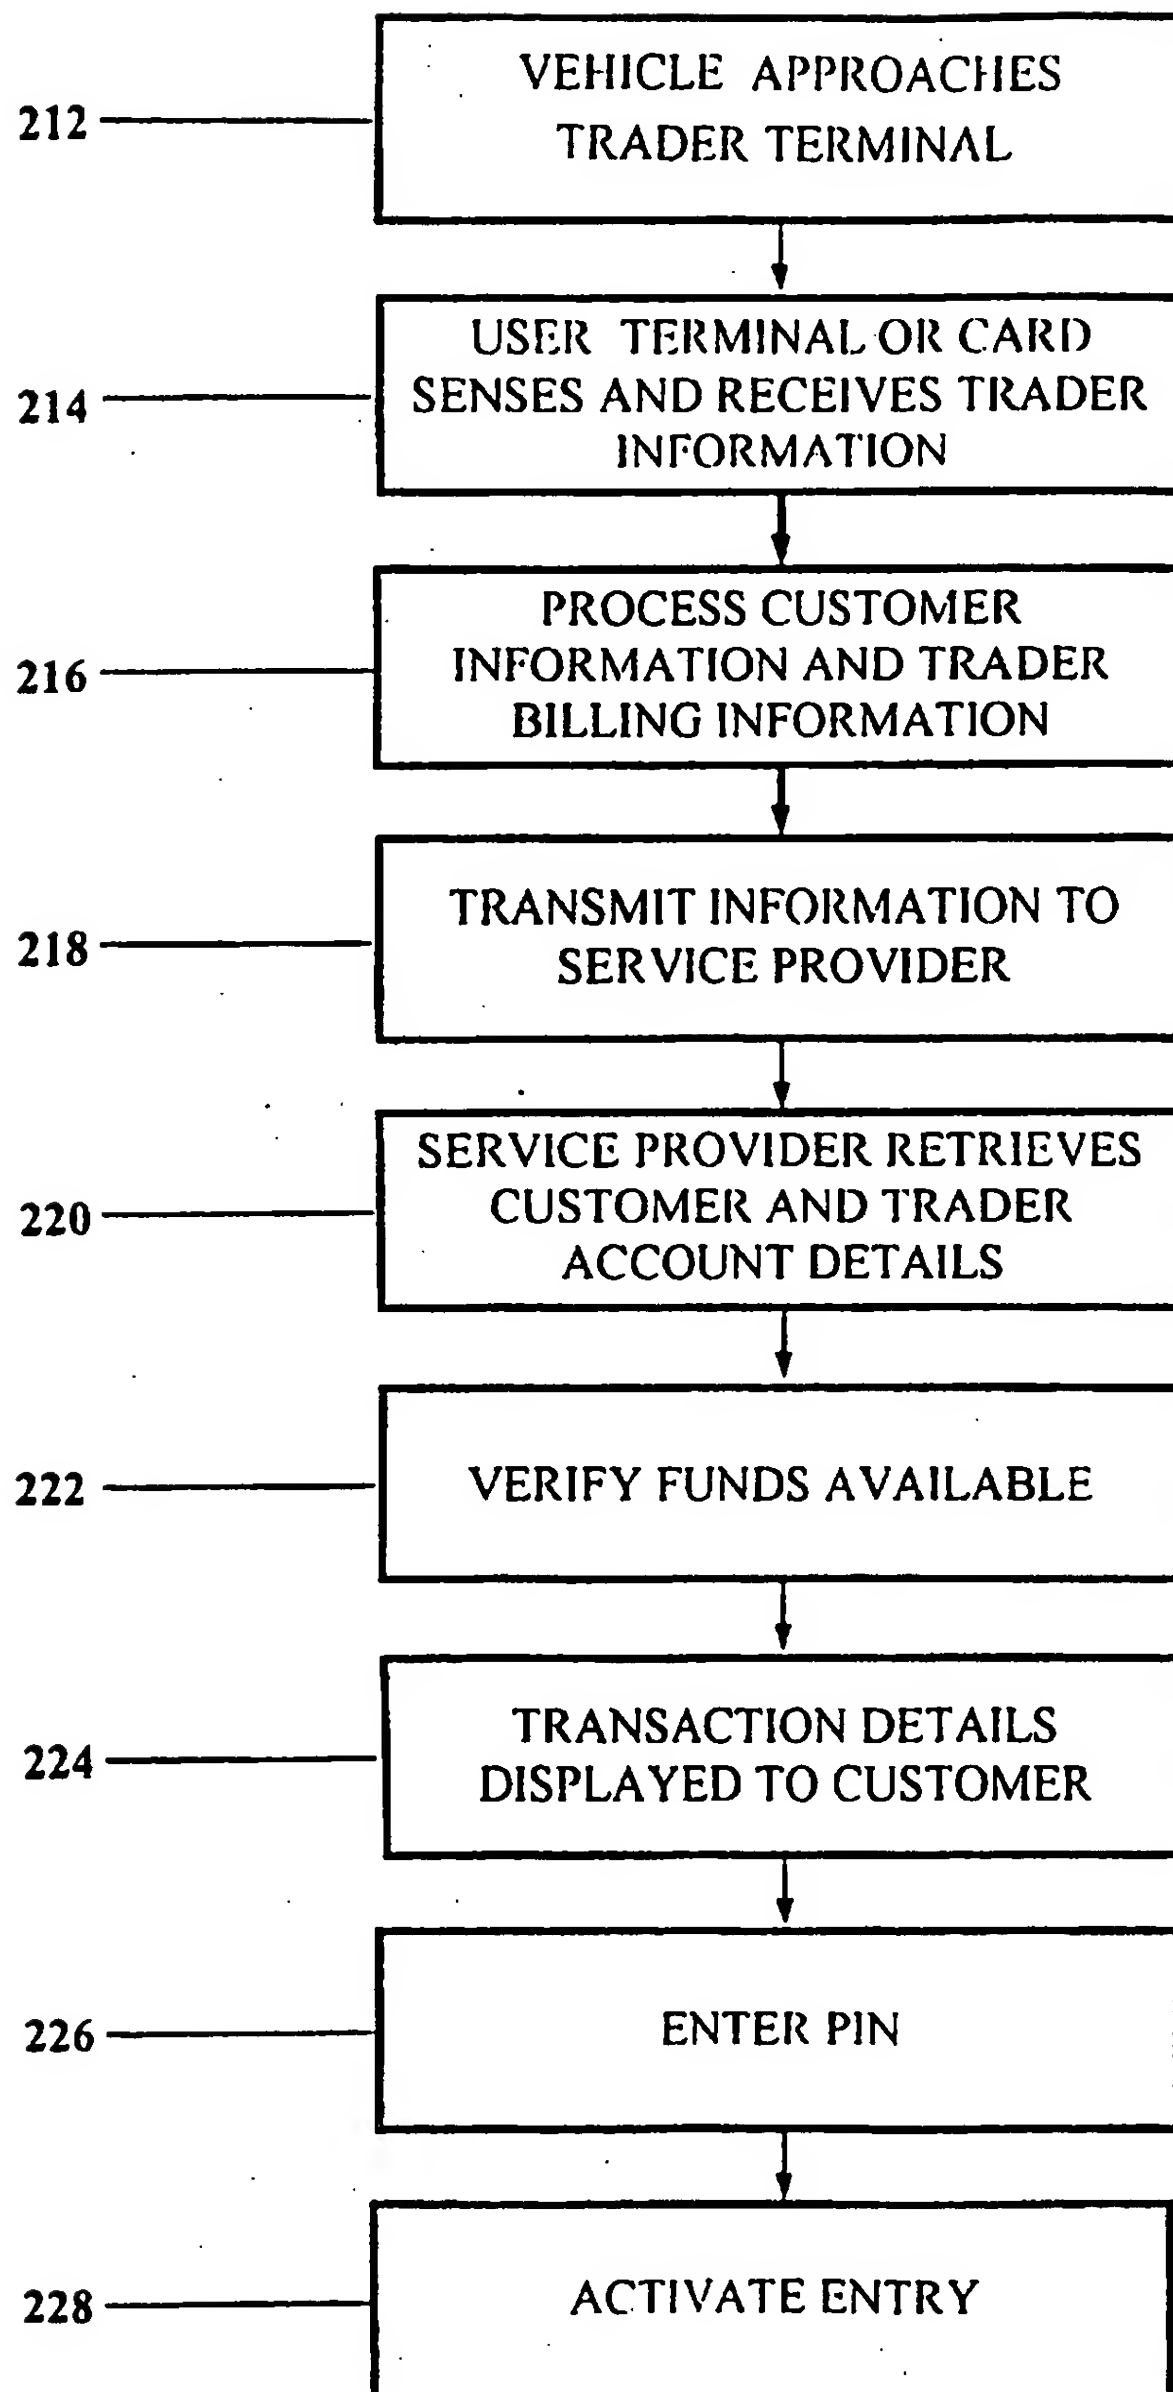 VEHICLE APPROACHES
212
TRADER TERMINAL
USER TERMINAL OR CARD
214
SENSES AND RECEIVES TRADER
INFORMATION
PROCESS CUSTOMER
216
INFORMATION AND TRADER
BILLING INFORMATION
TRANSMIT INFORMATION TO
218
SERVICE PROVIDER
SERVICE PROVIDER RETRIEVES
220
CUSTOMER AND TRADER
ACCOUNT DETAILS
222
VERIFY FUNDS AVAILABLE
TRANSACTION DETAILS
224
DISPLAYED TO CUSTOMER
226
ENTER PIN
228
ACTIVATE ENTRY